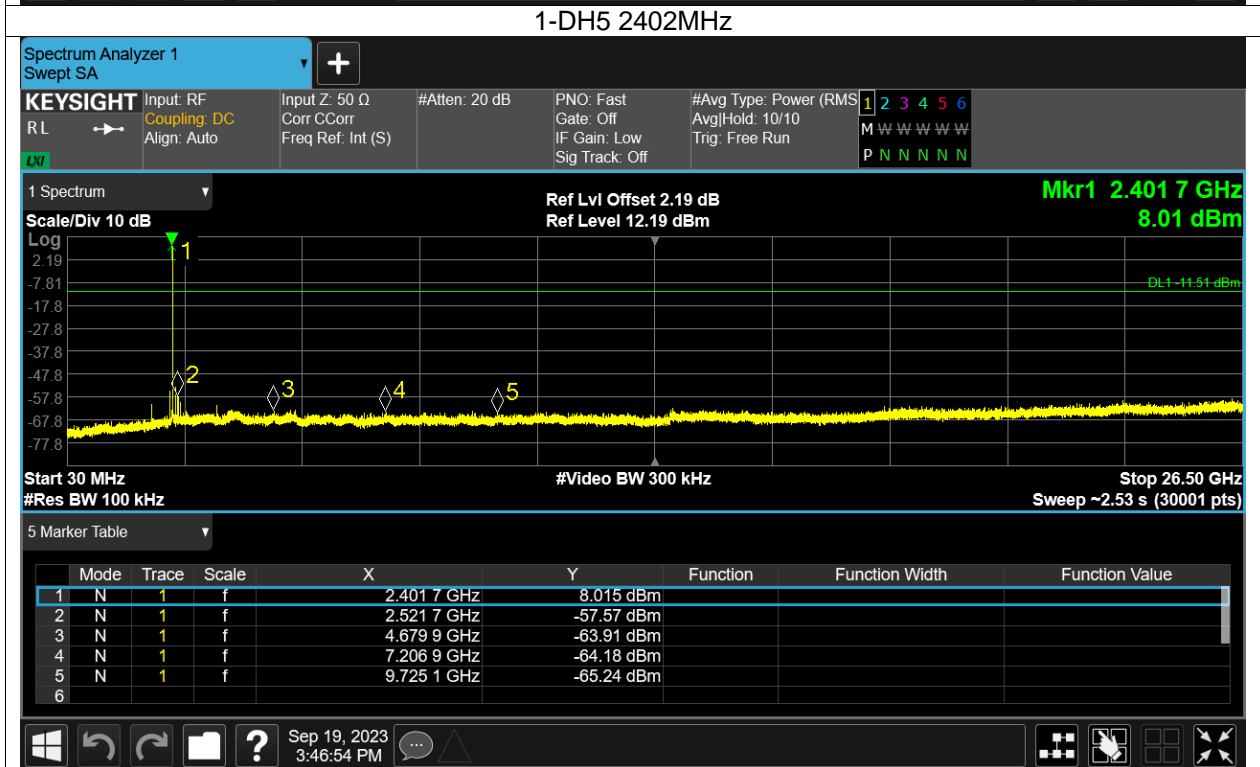 1-DH5 2402MHz
Spectrum Analyzer 1
Swept SA
KEYSIGHT Input: RF Input Z: 50 Ω #Atten: 20 dB PNO: Fast #Avg Type: Power (RMS 1 2 3 4 5 6
RL Coupling: DC Corr CCorr Gate: Off Avg|Hold: 10/10 M W W W W W
Align: Auto Freq Ref: Int (S) IF Gain: Low Trig: Free Run
LXI Sig Track: Off P N N N N N
1 Spectrum Ref Lvl Offset 2.19 dB Mkr1 2.401 7 GHz
Scale/Div 10 dB Ref Level 12.19 dBm 8.01 dBm
Log
1
2.19
-7.81 DL1 -11.51 dBm
-17.8
-27.8
-37.8
-47.8 2
-57.8 3 4 5
-67.8
-77.8
Start 30 MHz #Video BW 300 kHz Stop 26.50 GHz
#Res BW 100 kHz Sweep ~2.53 s (30001 pts)
5 Marker Table
Mode Trace Scale X Y Function Function Width Function Value
1 N 1 f 2.401 7 GHz 8.015 dBm
2 N 1 f 2.521 7 GHz -57.57 dBm
3 N 1 f 4.679 9 GHz -63.91 dBm
4 N 1 f 7.206 9 GHz -64.18 dBm
5 N 1 f 9.725 1 GHz -65.24 dBm
6
? Sep 19, 2023
3:46:54 PM